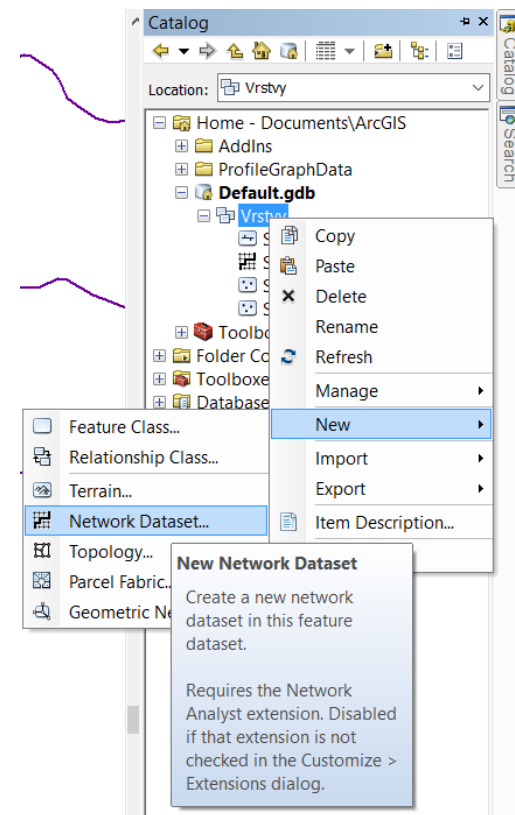 Catalog
Location: Vrstvy
Home - Documents\ArcGIS
AddIns
ProfileGraphData
Default.gdb
Vrstvy
S
S
S
S
Toolbo
Folder Co
Toolboxe
Database
Copy
Paste
Delete
Rename
Refresh
Manage
New
Import
Export
Item Description...
Feature Class...
Relationship Class...
Terrain...
Network Dataset...
Topology...
Parcel Fabric..
Geometric Ne
New Network Dataset
Create a new network
dataset in this feature
dataset.
Requires the Network
Analyst extension. Disabled
if that extension is not
checked in the Customize >
Extensions dialog.
Catalog
Search